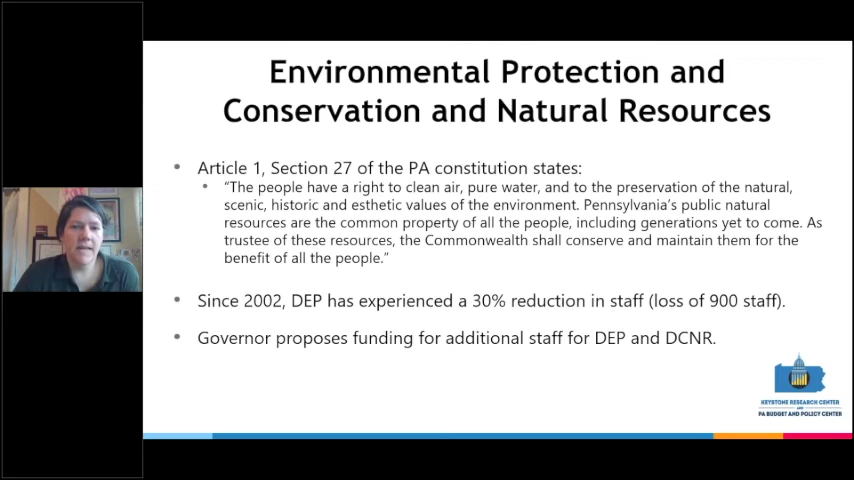 Environmental Protection and
Conservation and Natural Resources
• Article 1, Section 27 of the PA constitution states:
• “The people have a right to clean air, pure water, and to the preservation of the natural,
scenic, historic and esthetic values of the environment. Pennsylvania’s public natural
resources are the common property of all the people, including generations yet to come. As
trustee of these resources, the Commonwealth shall conserve and maintain them for the
benefit of all the people.”
• Since 2002, DEP has experienced a 30% reduction in staff (loss of 900 staff).
• Governor proposes funding for additional staff for DEP and DCNR.
KEYSTONE RESEARCH CENTER
AND
PA BUDGET AND POLICY CENTER